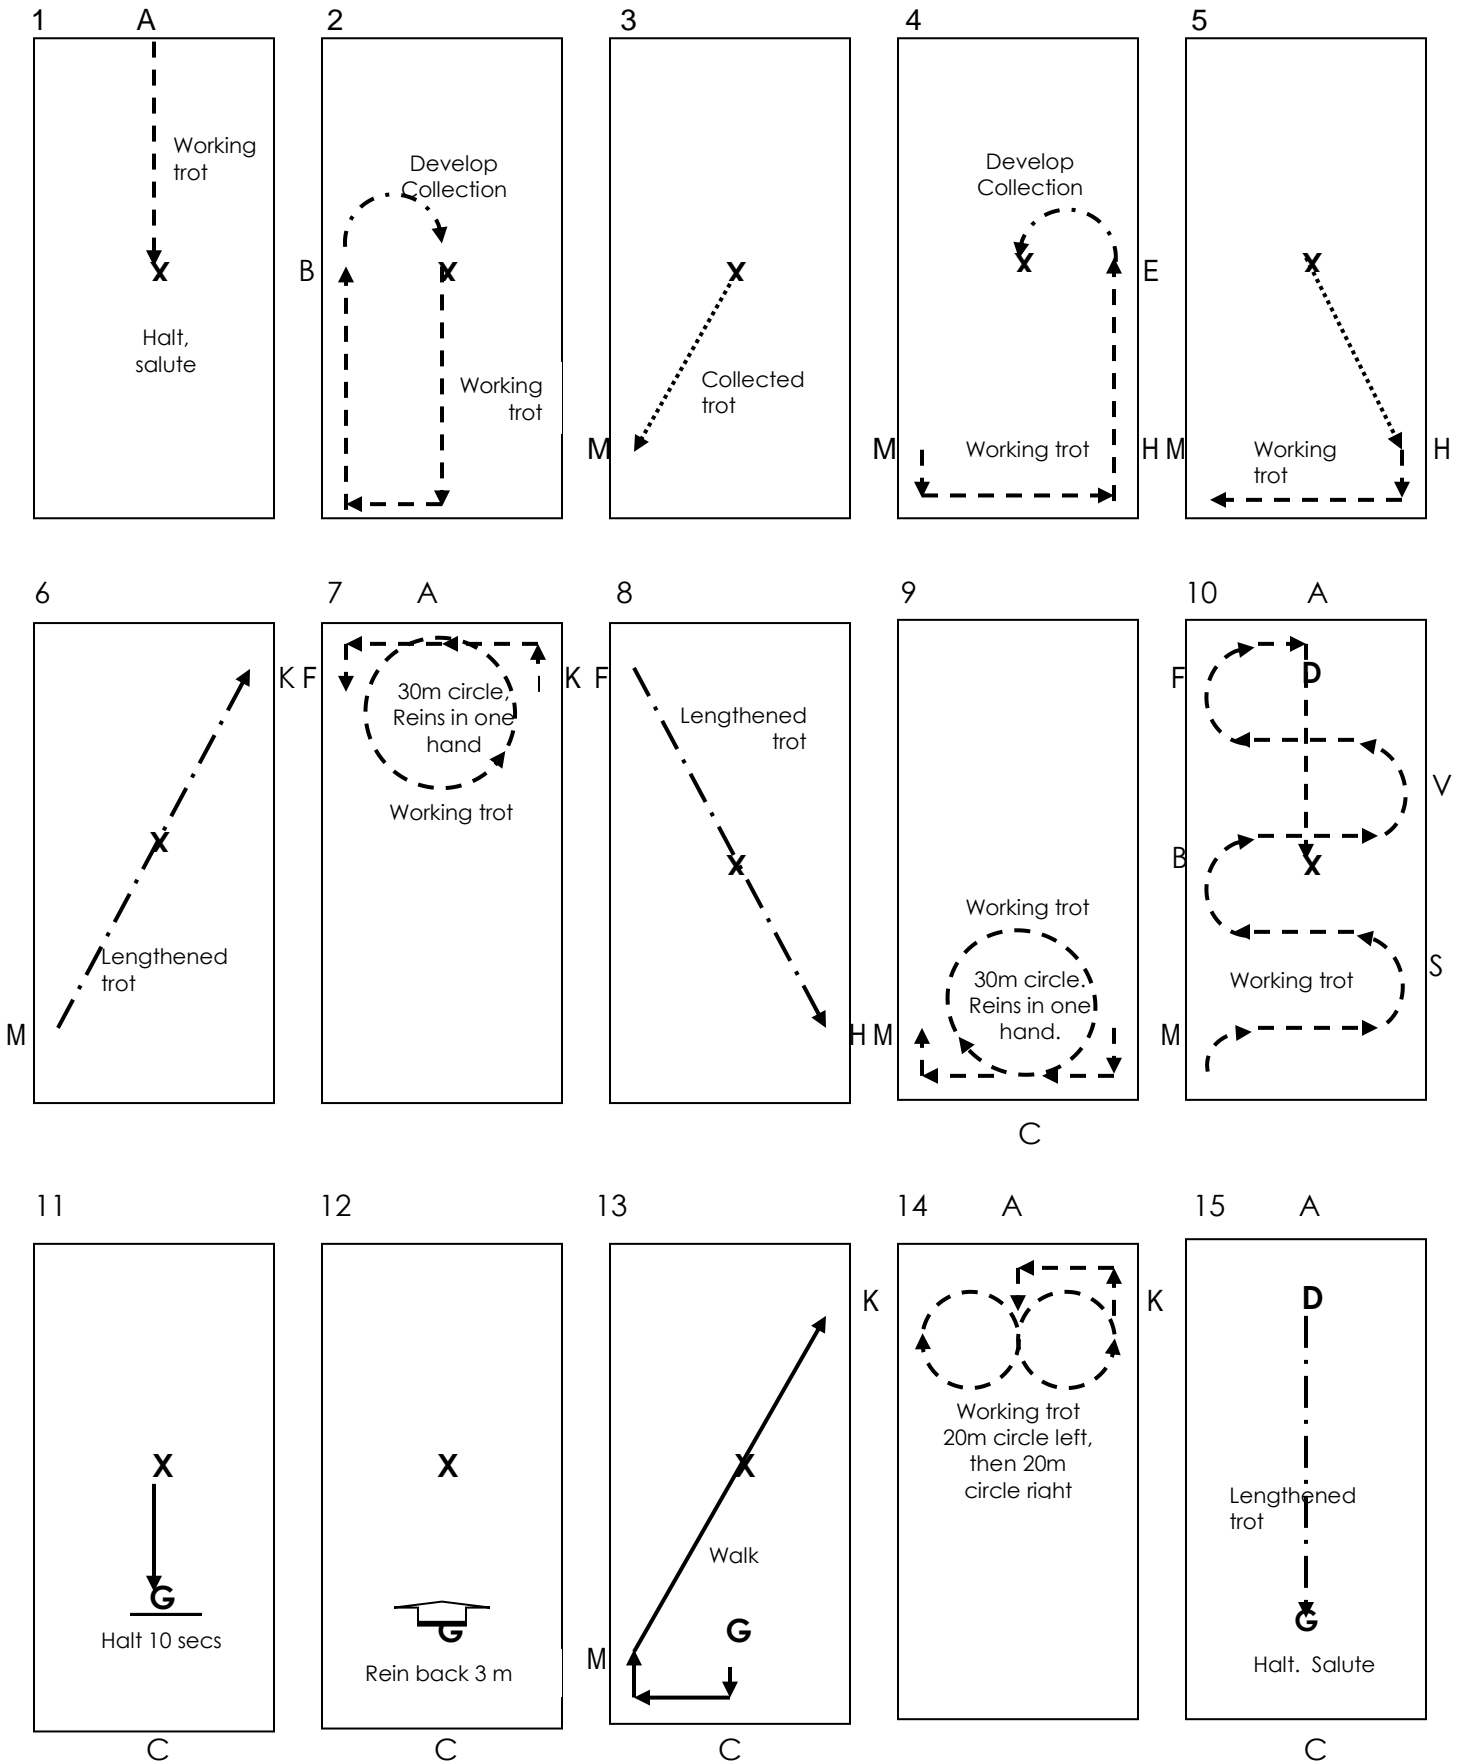 1 A
Working
trot
X
Halt,
salute
2
Develop
Collection
B X
Working
trot
3
X
Collected
trot
M
4
Develop
Collection
X E
M Working trot H
5
X
M Working H
trot
6
K
X
Lengthened
trot
M
7 A
F K
30m circle,
Reins in one
hand
Working trot
8
F
Lengthened
trot
X
H
9
Working trot
30m circle.
Reins in one
hand.
M
C
10 A
F D
V
B X
S
Working trot
M
11
X
G
Halt 10 secs
C
12
X
G
Rein back 3 m
C
13
K
X
Walk
G
M
C
14 A
K
Working trot
20m circle left,
then 20m
circle right
15 A
D
Lengthened
trot
G
Halt. Salute
C